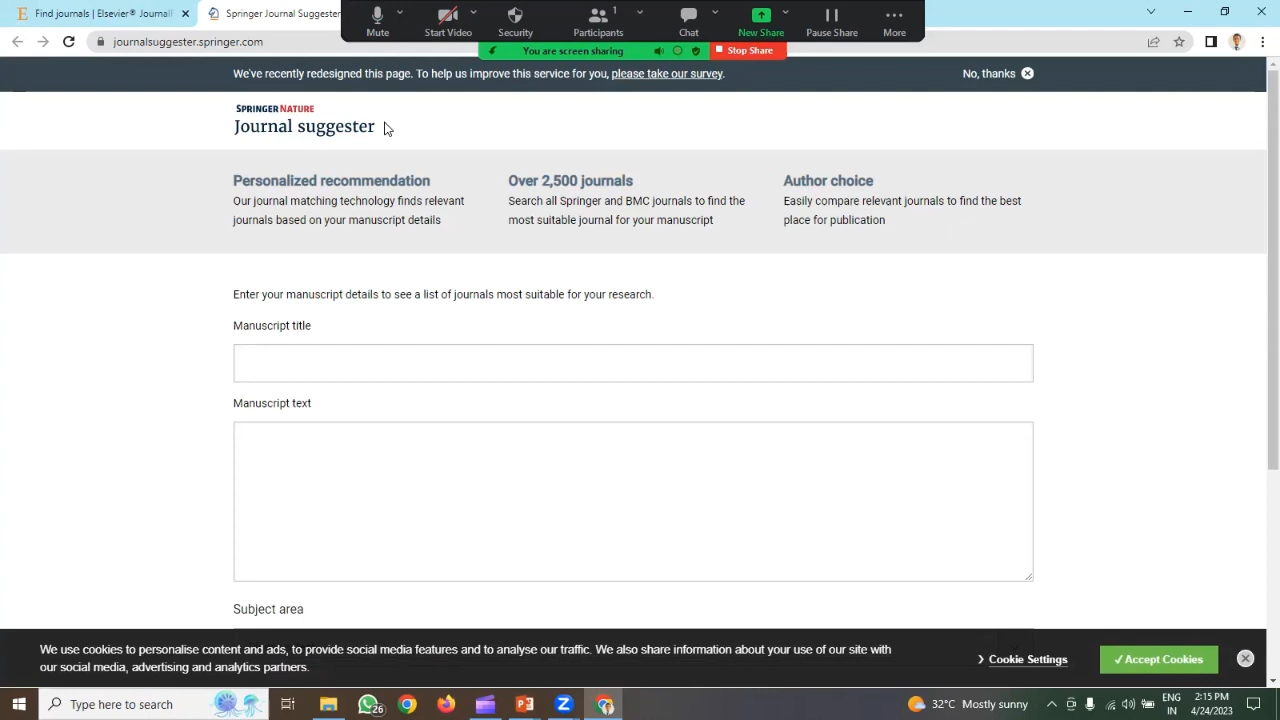 Find Journals | Elsevier Journall
Springer Journal Suggester
Mute
Start Video
Security
1
Participants
Chat
New Share
Pause Share
More
journalsuggester.springer.com
You are screen sharing
Stop Share
We've recently redesigned this page. To help us improve this service for you, please take our survey.
No, thanks
SPRINGER NATURE
Journal suggester
Personalized recommendation
Our journal matching technology finds relevant
journals based on your manuscript details
Over 2,500 journals
Search all Springer and BMC journals to find the
most suitable journal for your manuscript
Author choice
Easily compare relevant journals to find the best
place for publication
Enter your manuscript details to see a list of journals most suitable for your research.
Manuscript title
Manuscript text
Subject area
We use cookies to personalise content and ads, to provide social media features and to analyse our traffic. We also share information about your use of our site with
our social media, advertising and analytics partners.
Cookie Settings
✓Accept Cookies
Type here to search
26
32°C Mostly sunny
ENG
IN
2:15 PM
4/24/2023